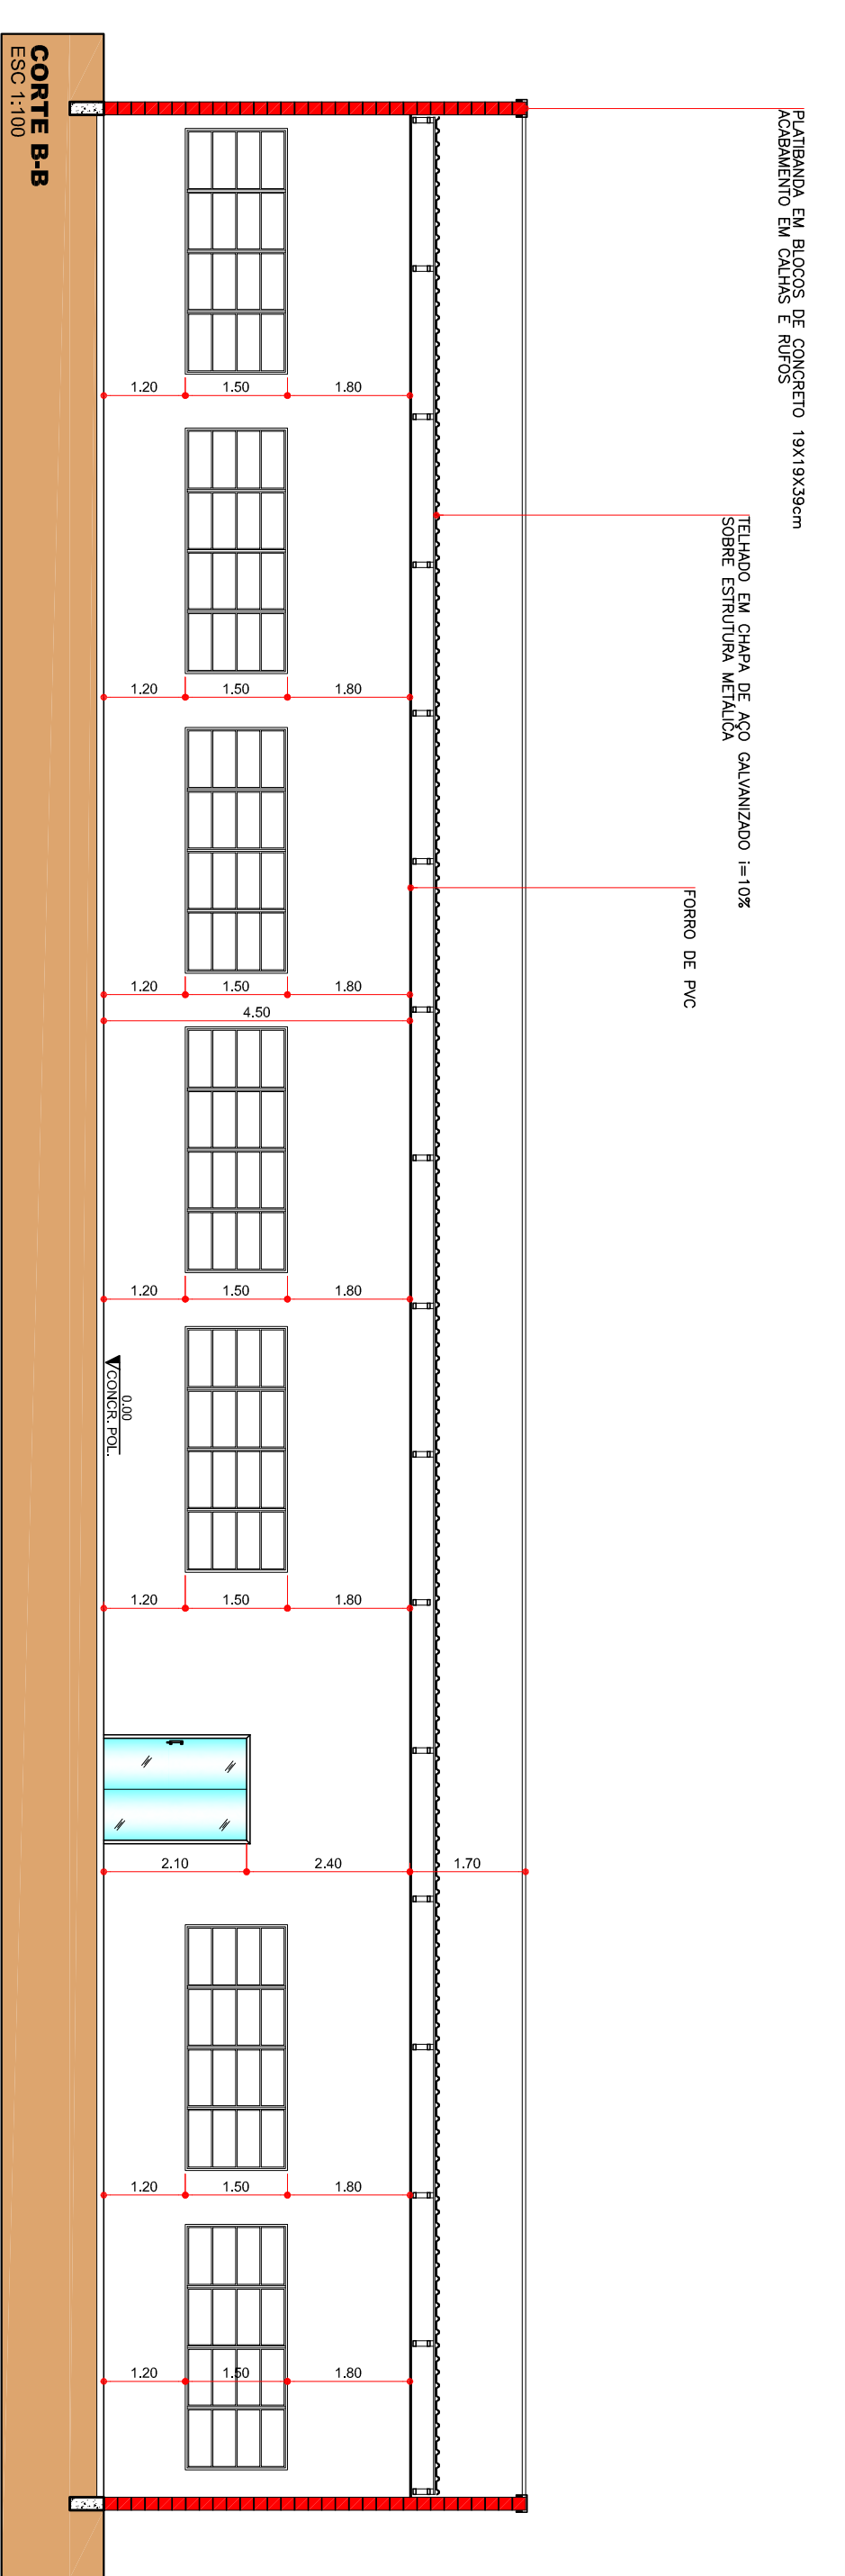 PLATIBANDA EM BLOCOS DE CONCRETO 19X19X39cm
ACABAMENTO EM CALHAS E RUFOS
TELHADO EM CHAPA DE AÇO GALVANIZADO i=10%
SOBRE ESTRUTURA METÁLICA
FORRO DE PVC
1.20 1.50 1.80
1.20 1.50 1.80
1.20 1.50 1.80
4.50
1.20 1.50 1.80
0.00
CONCR. POL.
1.20 1.50 1.80
2.10 2.40 1.70
1.20 1.50 1.80
1.20 1.50 1.80
CORTE B-B
ESC 1:100